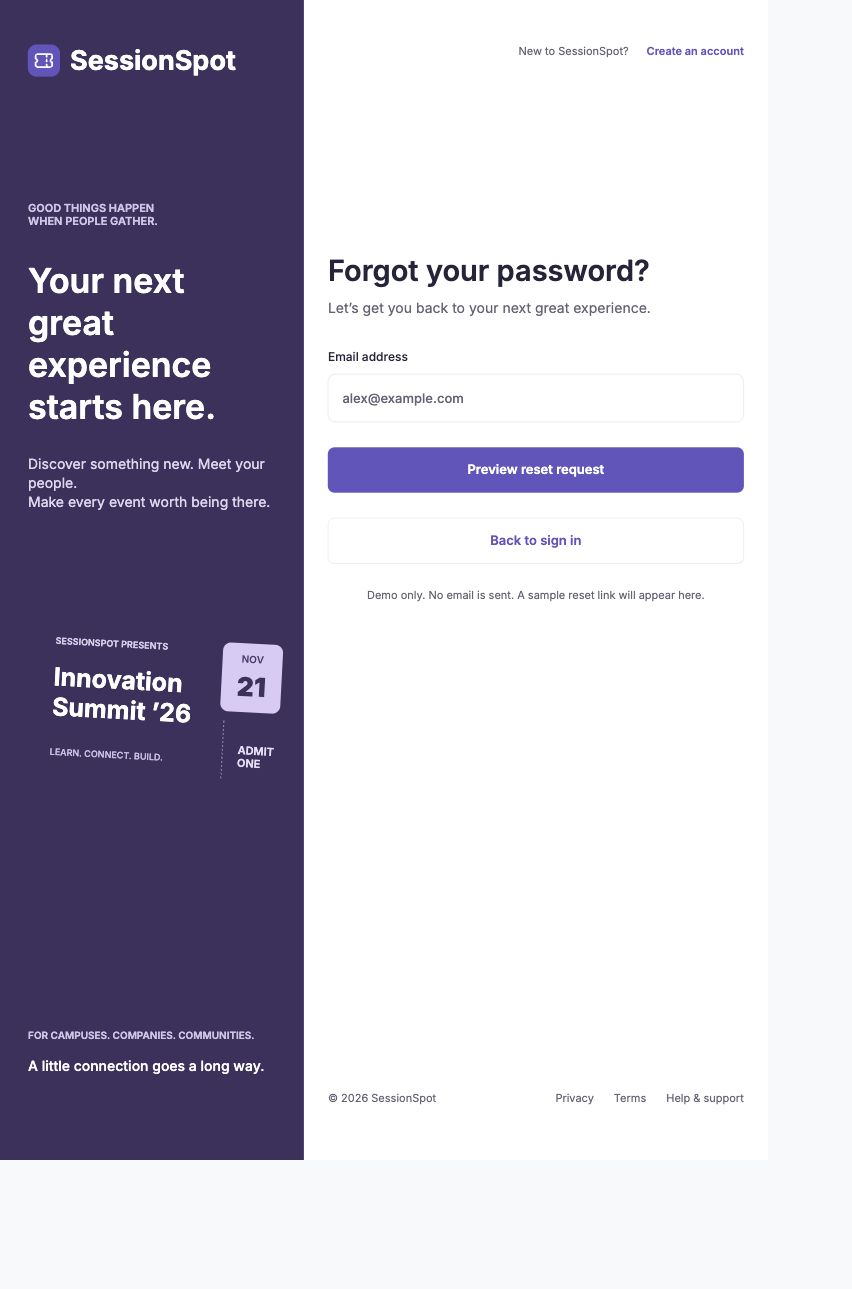 SessionSpot
GOOD THINGS HAPPEN
WHEN PEOPLE GATHER.
Your next
great
experience
starts here.
Discover something new. Meet your
people.
Make every event worth being there.
SESSIONSPOT PRESENTS
Innovation
Summit ’26
LEARN. CONNECT. BUILD.
NOV
21
ADMIT
ONE
FOR CAMPUSES. COMPANIES. COMMUNITIES.
A little connection goes a long way.
New to SessionSpot? Create an account
Forgot your password?
Let’s get you back to your next great experience.
Email address
alex@example.com
Preview reset request
Back to sign in
Demo only. No email is sent. A sample reset link will appear here.
© 2026 SessionSpot Privacy Terms Help & support